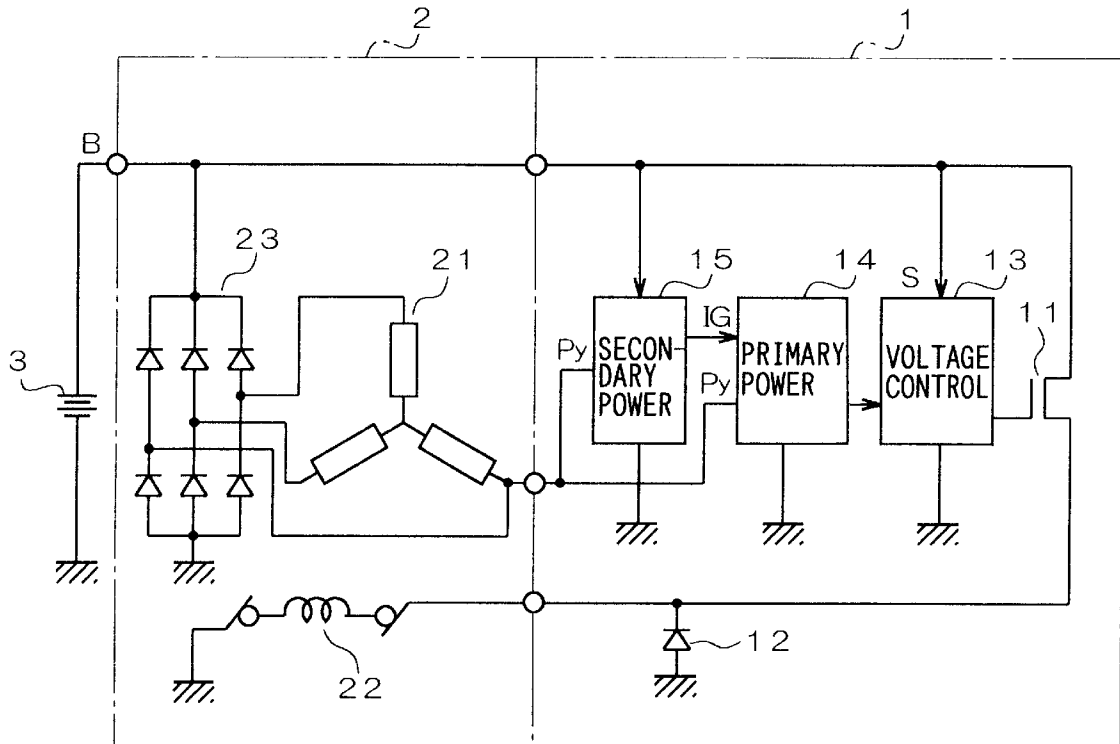 2
1
B
23
21
15
14
13
S
11
IG
3
Py
SECON-
DARY
POWER
Py
PRIMARY
POWER
VOLTAGE
CONTROL
22
12